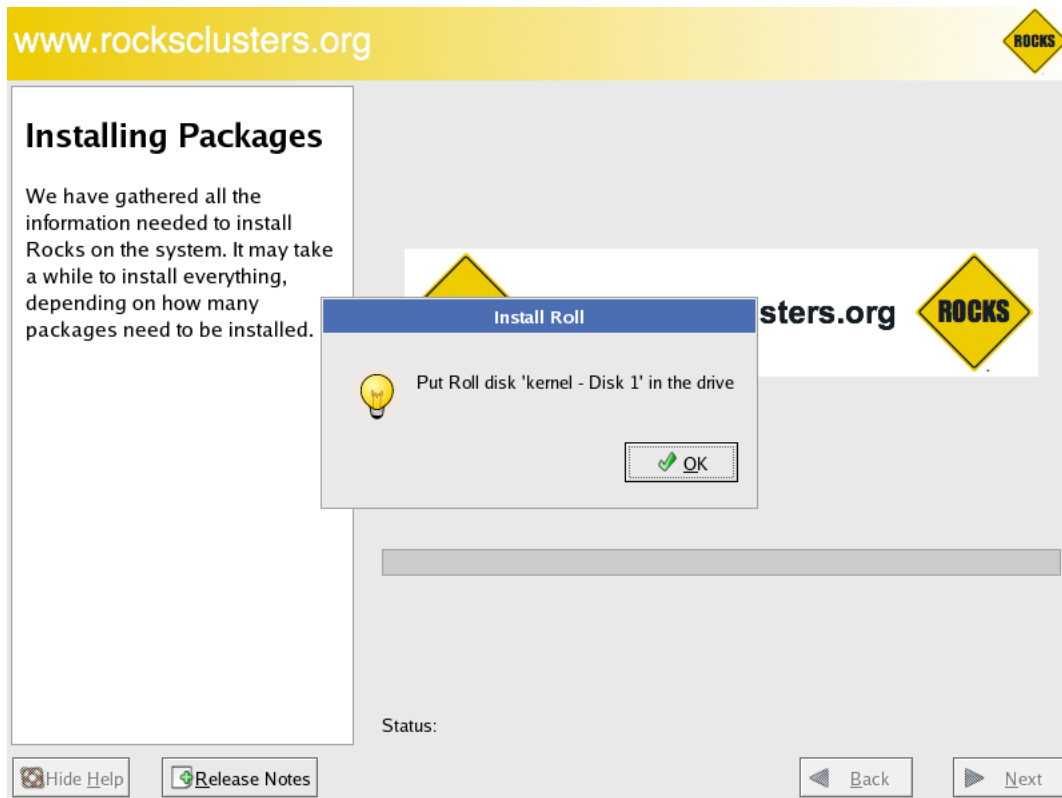 www.rocksclusters.org
ROCKS
Installing Packages
We have gathered all the
information needed to install
Rocks on the system. It may take
a while to install everything,
depending on how many
packages need to be installed.
sters.org
ROCKS
Install Roll
Put Roll disk 'kernel - Disk 1' in the drive
OK
Status:
Hide Help
Release Notes
Back
Next